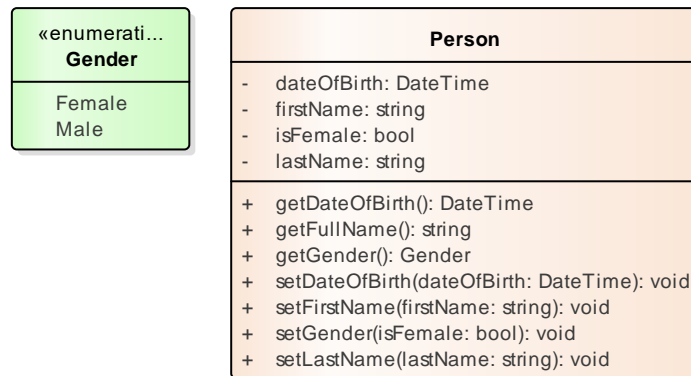 «enumerati...
Gender
Female
Male
Person
- dateOfBirth: DateTime
- firstName: string
- isFemale: bool
- lastName: string
+ getDateOfBirth(): DateTime
+ getFullName(): string
+ getGender(): Gender
+ setDateOfBirth(dateOfBirth: DateTime): void
+ setFirstName(firstName: string): void
+ setGender(isFemale: bool): void
+ setLastName(lastName: string): void